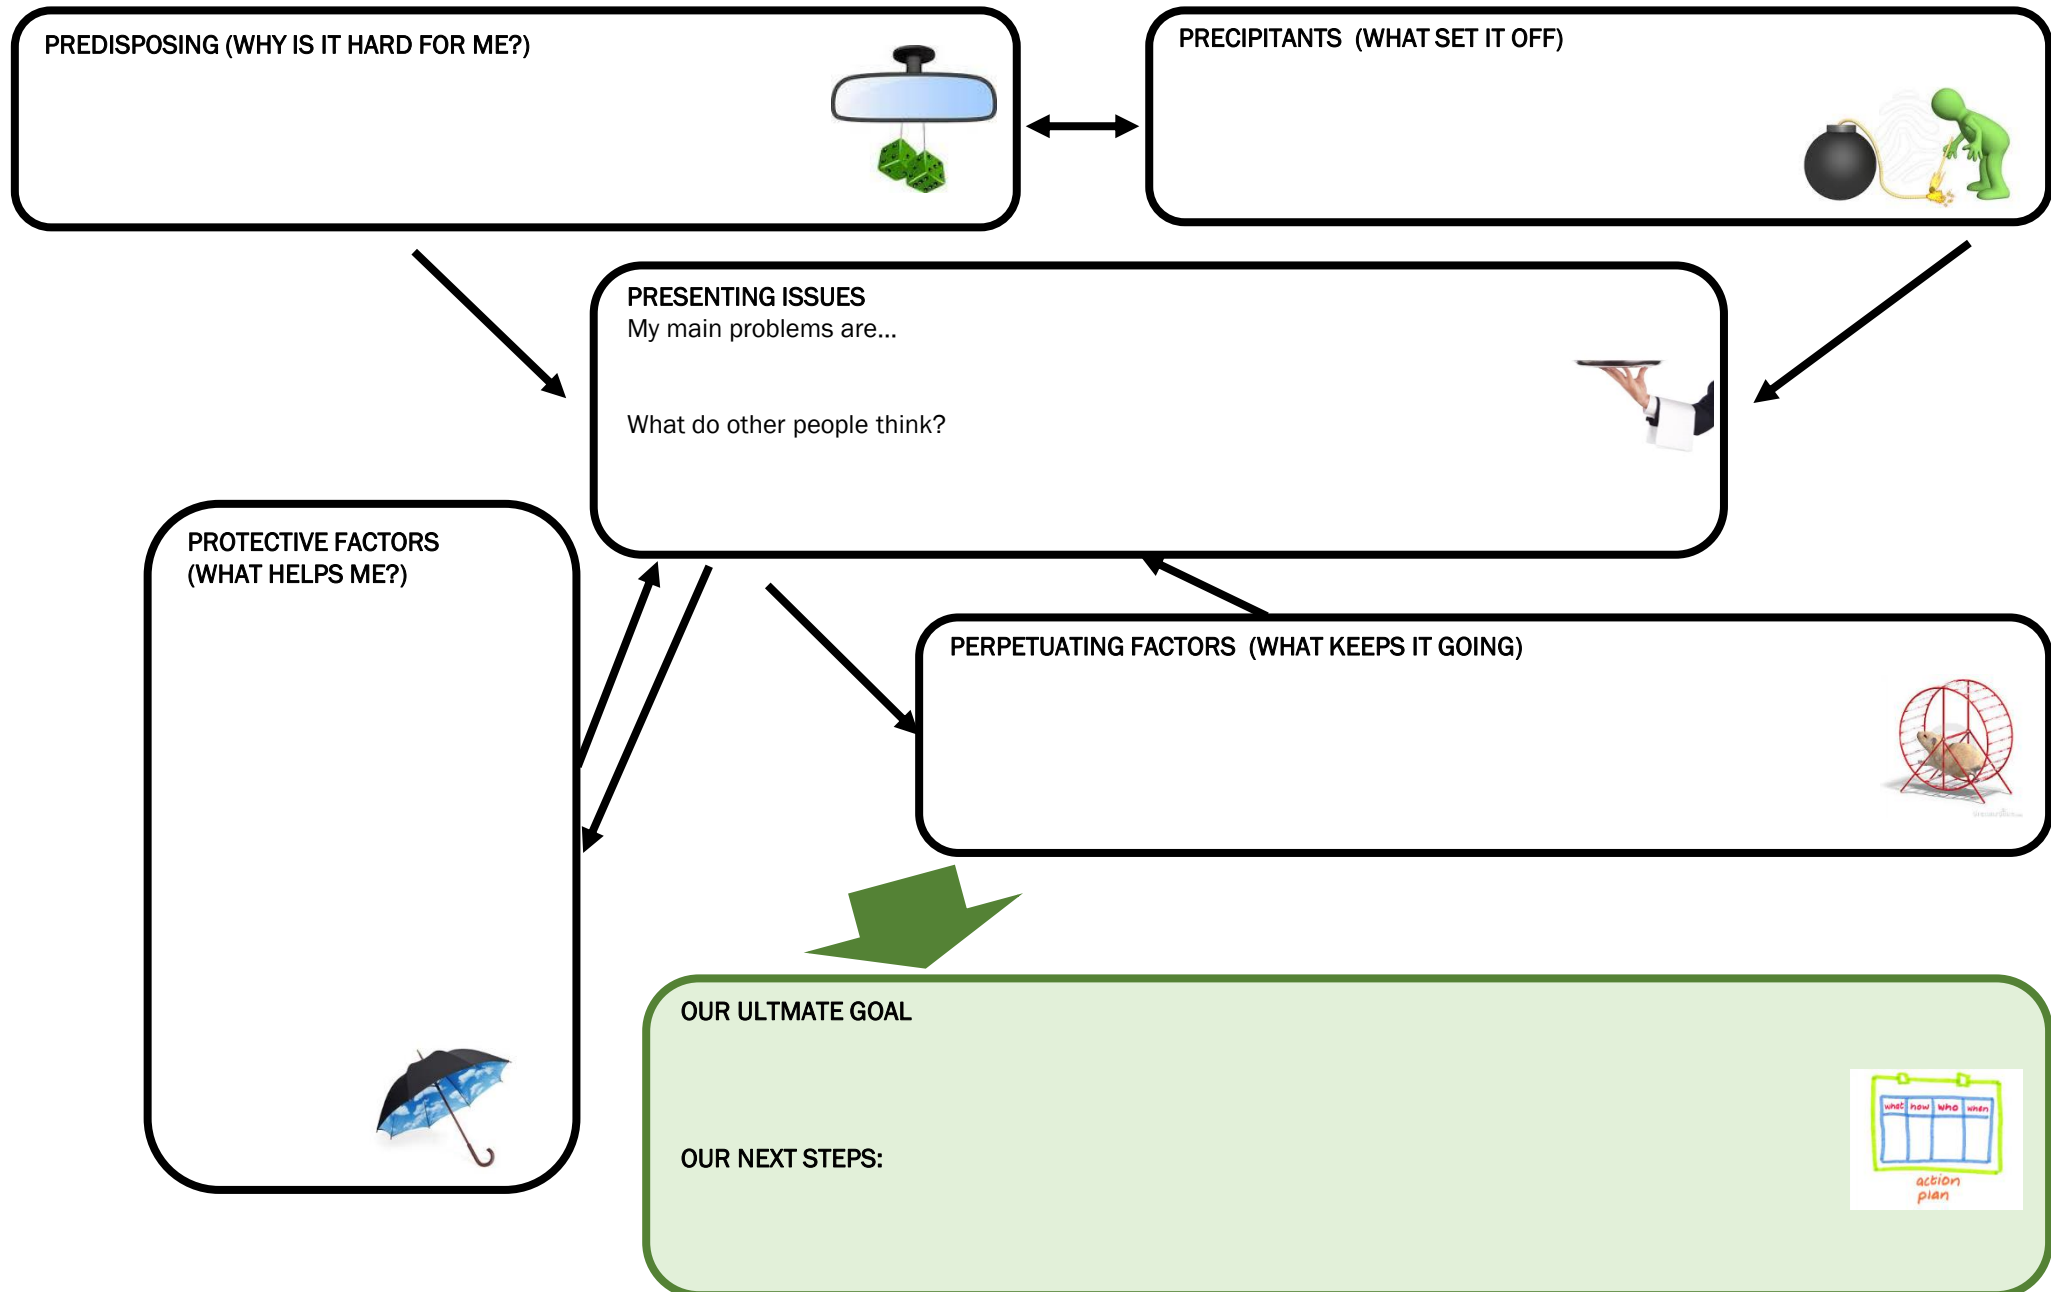 PREDISPOSING (WHY IS IT HARD FOR ME?)
PRECIPITANTS (WHAT SET IT OFF)
PRESENTING ISSUES
My main problems are...
What do other people think?
PROTECTIVE FACTORS
(WHAT HELPS ME?)
PERPETUATING FACTORS (WHAT KEEPS IT GOING)
OUR ULTMATE GOAL
OUR NEXT STEPS:
what how who when
action
plan